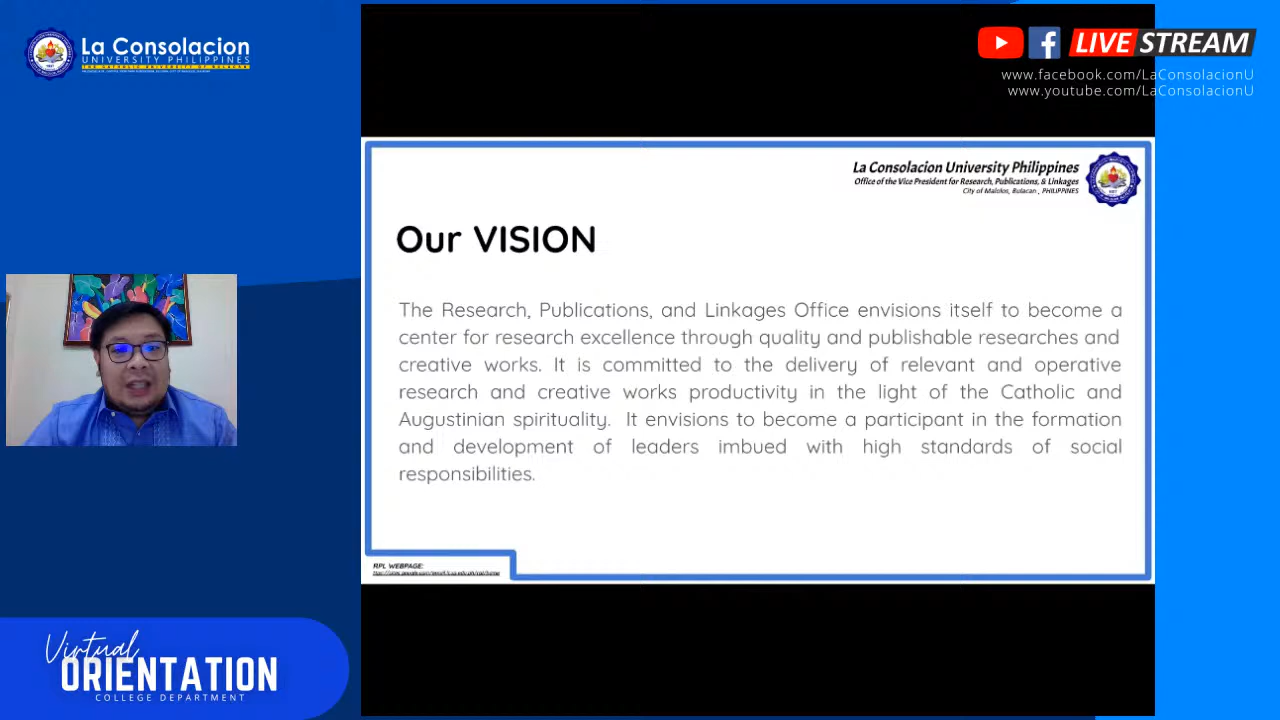 La Consolacion
UNIVERSITY PHILIPPINES
LIVE STREAM
www.facebook.com/LaConsolacionU
www.youtube.com/LaConsolacionU
La Consolacion University Philippines
Office of the Vice President for Research, Publications, & Linkages
City of Malolos, Bulacan , PHILIPPINES
Our VISION
The Research, Publications, and Linkages Office envisions itself to become a
center for research excellence through quality and publishable researches and
creative works. It is committed to the delivery of relevant and operative
research and creative works productivity in the light of the Catholic and
Augustinian spirituality. It envisions to become a participant in the formation
and development of leaders imbued with high standards of social
responsibilities.
RPL WEBPAGE:
Virtual
ORIENTATION
COLLEGE DEPARTMENT